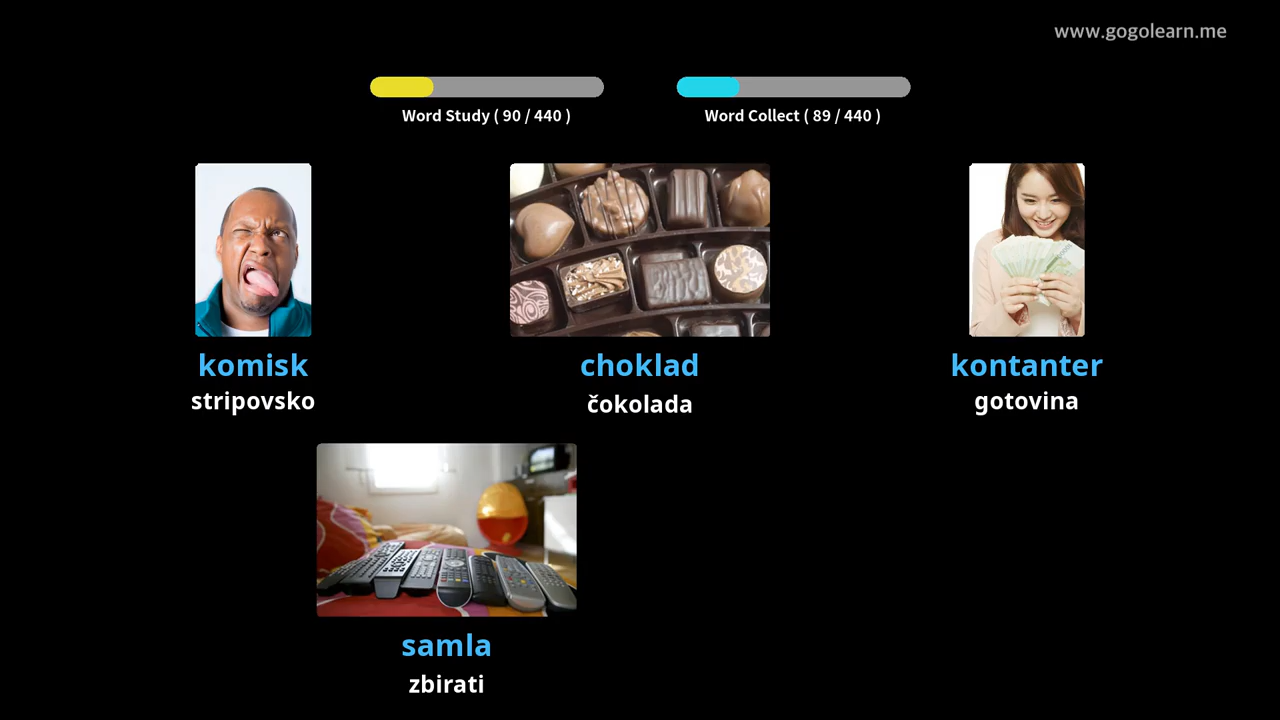 www.gogolearn.me
Word Study ( 90 / 440 )
Word Collect ( 89 / 440 )
komisk
stripovsko
choklad
čokolada
kontanter
gotovina
samla
zbirati